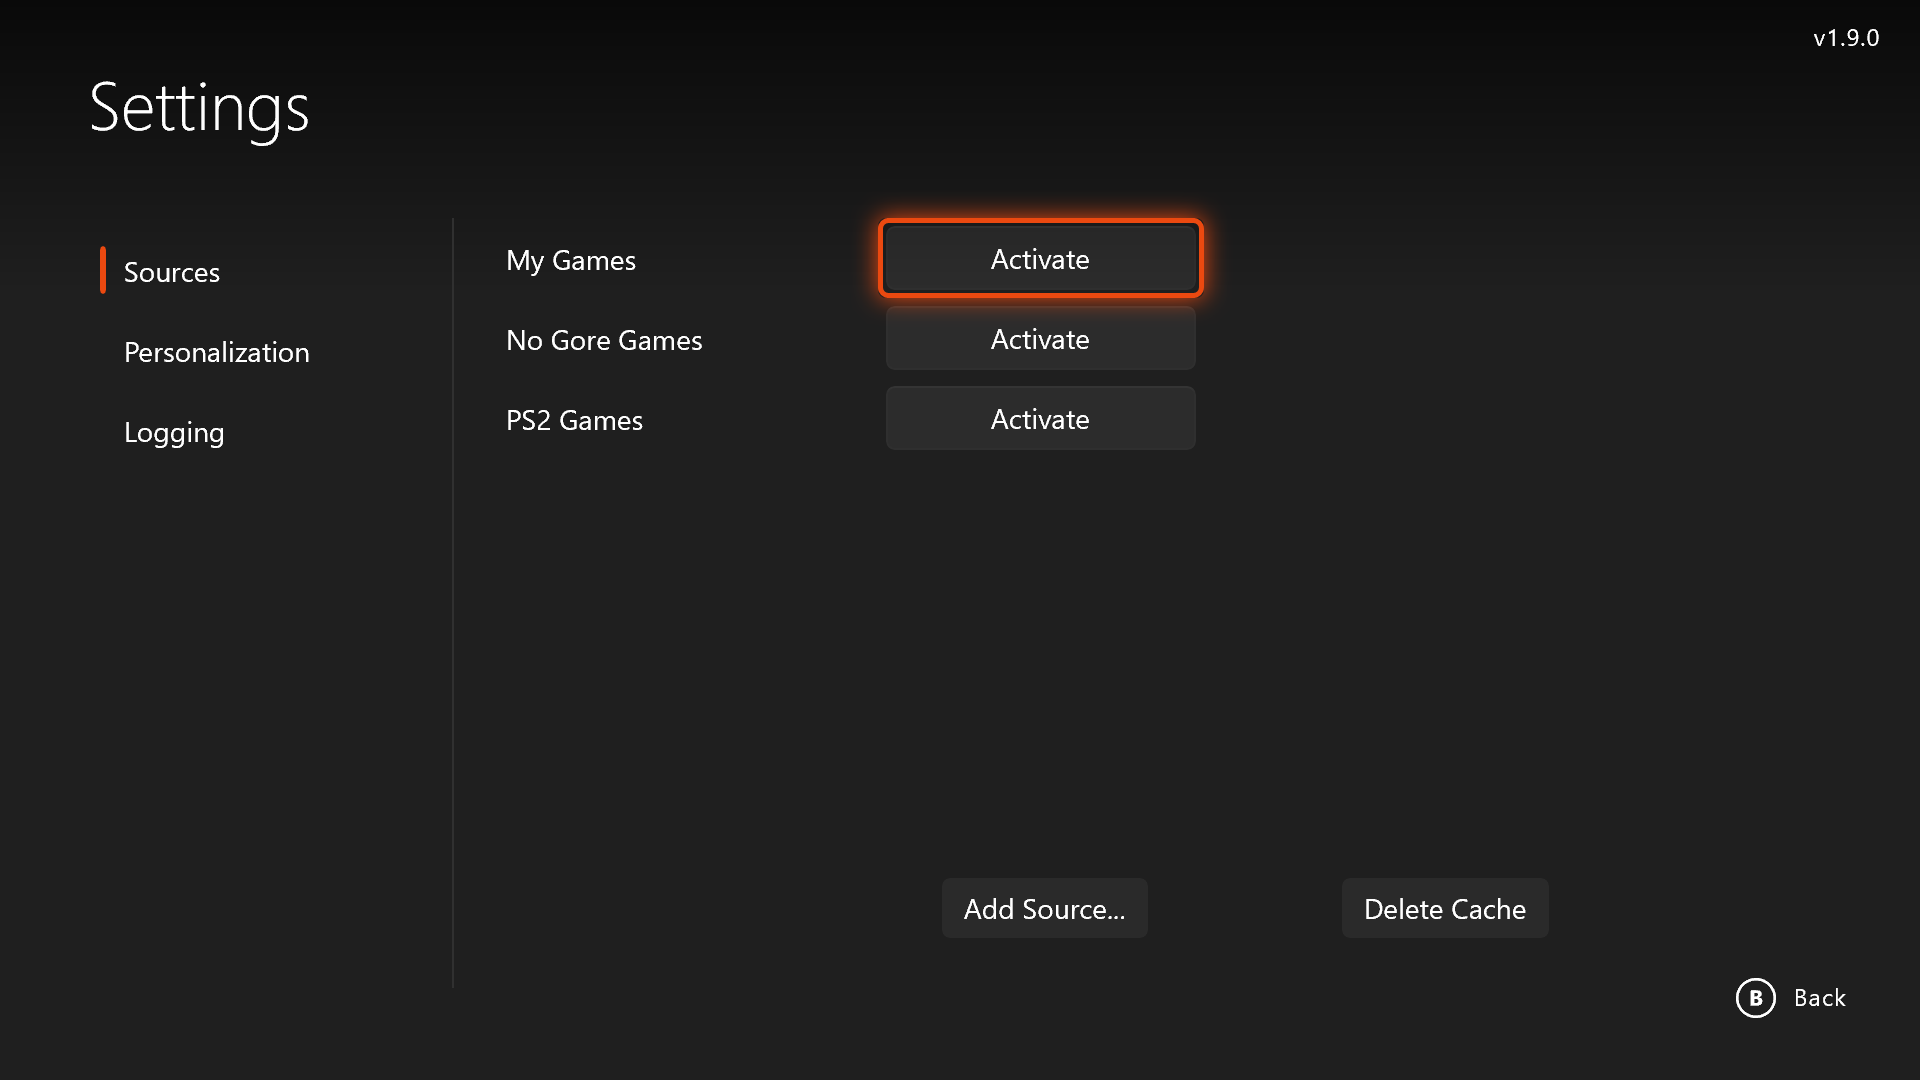 v1.9.0
Settings
Sources
Personalization
Logging
My Games
Activate
No Gore Games
Activate
PS2 Games
Activate
Add Source...
Delete Cache
B Back